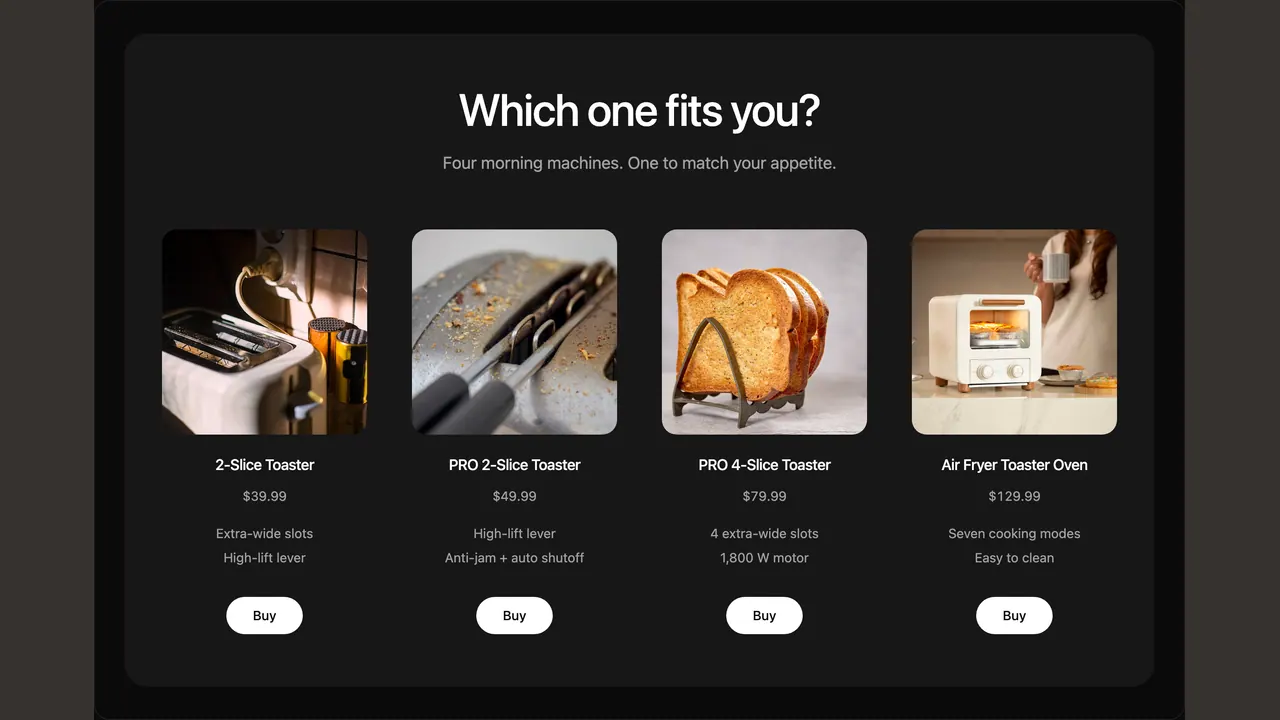 Which one fits you?
Four morning machines. One to match your appetite.
2-Slice Toaster
$39.99
Extra-wide slots
High-lift lever
Buy
PRO 2-Slice Toaster
$49.99
High-lift lever
Anti-jam + auto shutoff
Buy
PRO 4-Slice Toaster
$79.99
4 extra-wide slots
1,800 W motor
Buy
Air Fryer Toaster Oven
$129.99
Seven cooking modes
Easy to clean
Buy